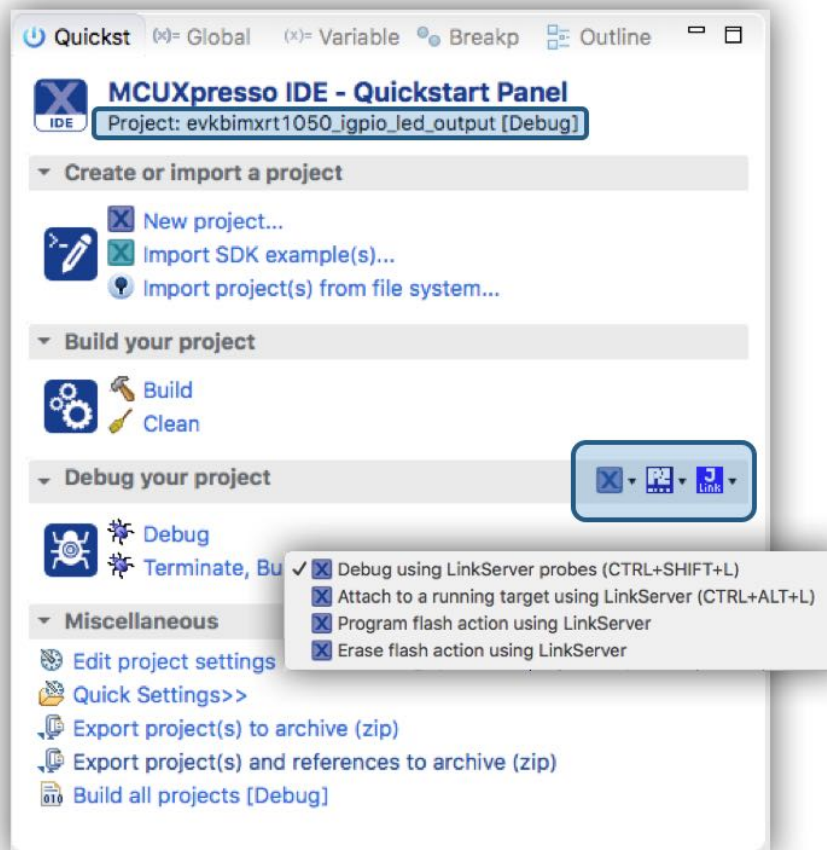 Quickst (x)= Global (x)= Variable Breakp Outline
MCUXpresso IDE - Quickstart Panel
IDE
Project: evkbimxrt1050_igpio_led_output [Debug]
Create or import a project
New project...
Import SDK example(s)...
Import project(s) from file system...
Build your project
Build
Clean
Debug your project
Link
Debug
Terminate, Bu
Debug using LinkServer probes (CTRL+SHIFT+L)
Attach to a running target using LinkServer (CTRL+ALT+L)
Program flash action using LinkServer
Erase flash action using LinkServer
Miscellaneous
Edit project settings
Quick Settings>>
Export project(s) to archive (zip)
Export project(s) and references to archive (zip)
010 Build all projects [Debug]